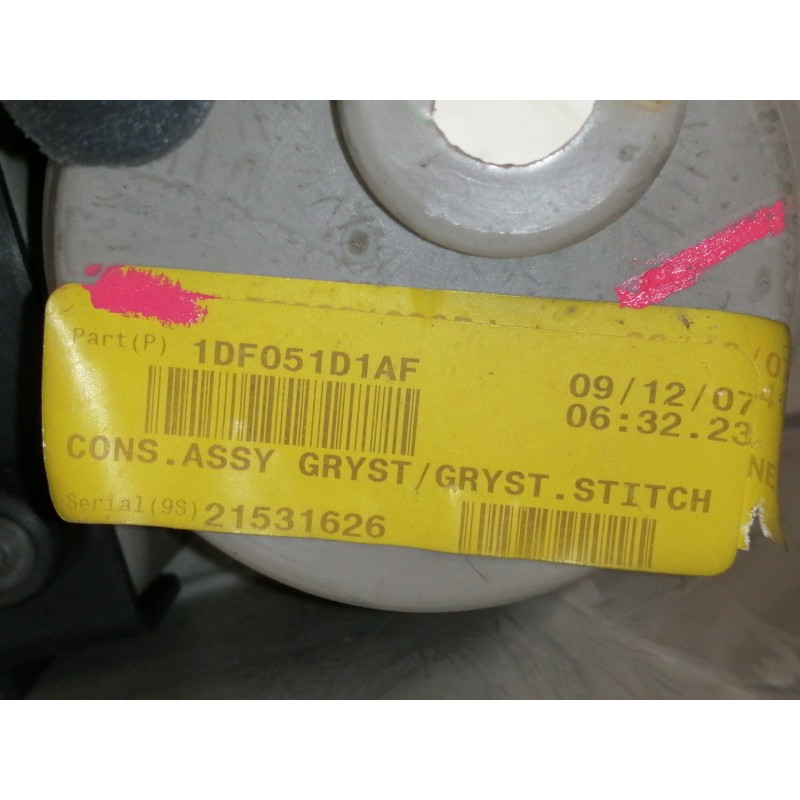 Part(P) 1DF051D1AF
09/12/07
06:32.23
CONS.ASSY GRYST/GRYST.STITCH
Serial(9S) 21531626